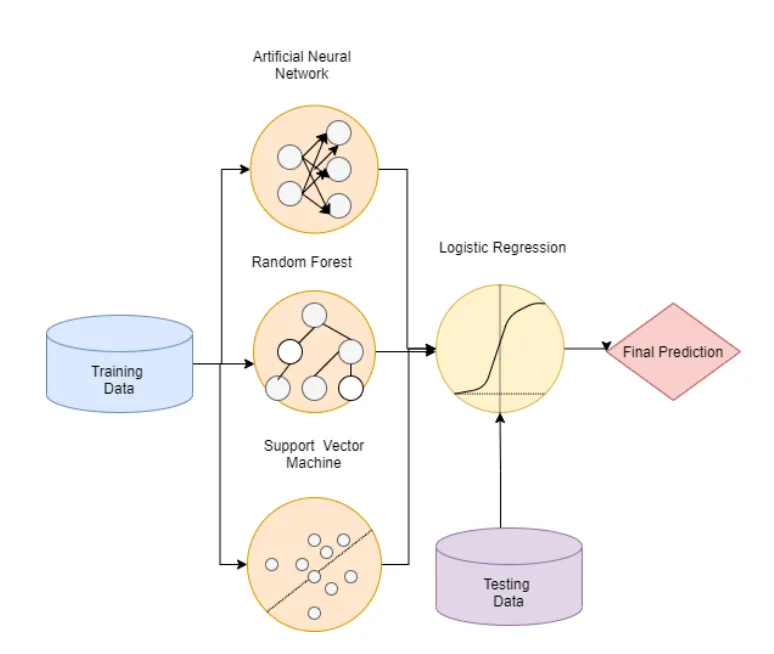 Artificial Neural
Network
Random Forest
Logistic Regression
Training
Data
Final Prediction
Support Vector
Machine
Testing
Data